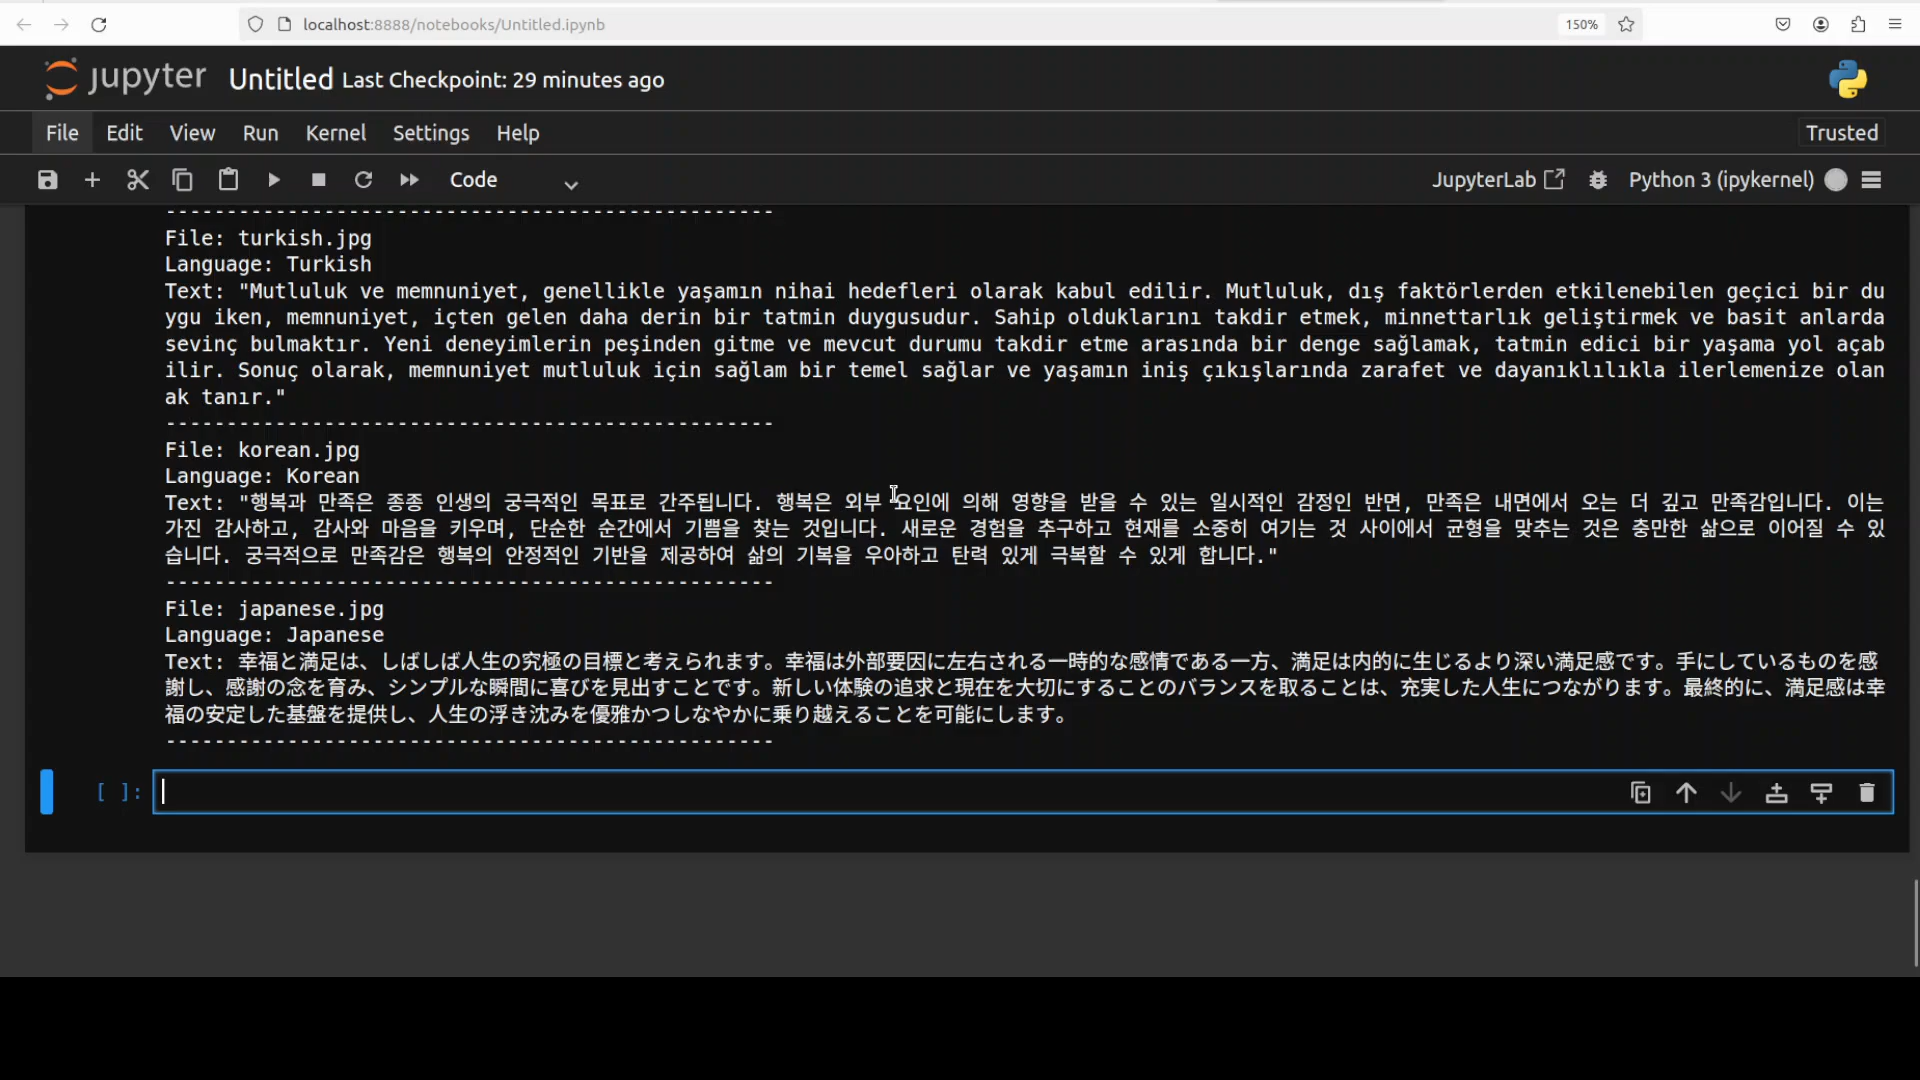 localhost:8888/notebooks/Untitled.ipynb
150%
jupyter Untitled Last Checkpoint: 29 minutes ago
File Edit View Run Kernel Settings Help
Trusted
Code
JupyterLab
Python 3 (ipykernel)
--------------------------------------------------
File: turkish.jpg
Language: Turkish
Text: "Mutluluk ve memnuniyet, genellikle yaşamın nihai hedefleri olarak kabul edilir. Mutluluk, dış faktörlerden etkilenebilen geçici bir du
ygu iken, memnuniyet, içten gelen daha derin bir tatmin duygusudur. Sahip olduklarını takdir etmek, minnettarlık geliştirmek ve basit anlarda
sevinç bulmaktır. Yeni deneyimlerin peşinden gitme ve mevcut durumu takdir etme arasında bir denge sağlamak, tatmin edici bir yaşama yol açab
ilir. Sonuç olarak, memnuniyet mutluluk için sağlam bir temel sağlar ve yaşamın iniş çıkışlarında zarafet ve dayanıklılıkla ilerlemenize olan
ak tanır."
--------------------------------------------------
File: korean.jpg
Language: Korean
Text: "행복과 만족은 종종 인생의 궁극적인 목표로 간주됩니다. 행복은 외부 요인에 의해 영향을 받을 수 있는 일시적인 감정인 반면, 만족은 내면에서 오는 더 깊고 만족감입니다. 이는
가진 감사하고, 감사와 마음을 키우며, 단순한 순간에서 기쁨을 찾는 것입니다. 새로운 경험을 추구하고 현재를 소중히 여기는 것 사이에서 균형을 맞추는 것은 충만한 삶으로 이어질 수 있
습니다. 궁극적으로 만족감은 행복의 안정적인 기반을 제공하여 삶의 기복을 우아하고 탄력 있게 극복할 수 있게 합니다."
--------------------------------------------------
File: japanese.jpg
Language: Japanese
Text: 幸福と満足は、しばしば人生の究極の目標と考えられます。幸福は外部要因に左右される一時的な感情である一方、満足は内的に生じるより深い満足感です。手にしているものを感
謝し、感謝の念を育み、シンプルな瞬間に喜びを見出すことです。新しい体験の追求と現在を大切にすることのバランスを取ることは、充実した人生につながります。最終的に、満足感は幸
福の安定した基盤を提供し、人生の浮き沈みを優雅かつしなやかに乗り越えることを可能にします。
--------------------------------------------------
[ ]: